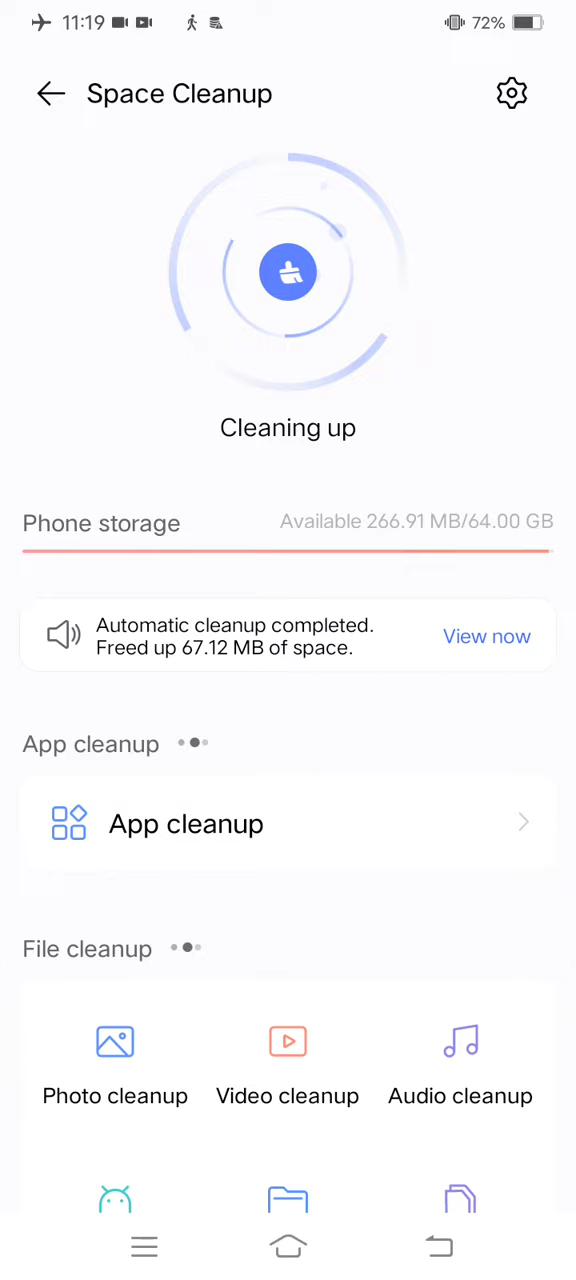 11:19
72%
Space Cleanup
Cleaning up
Phone storage
Available 266.91 MB/64.00 GB
Automatic cleanup completed.
Freed up 67.12 MB of space.
View now
App cleanup
App cleanup
File cleanup
Photo cleanup
Video cleanup
Audio cleanup